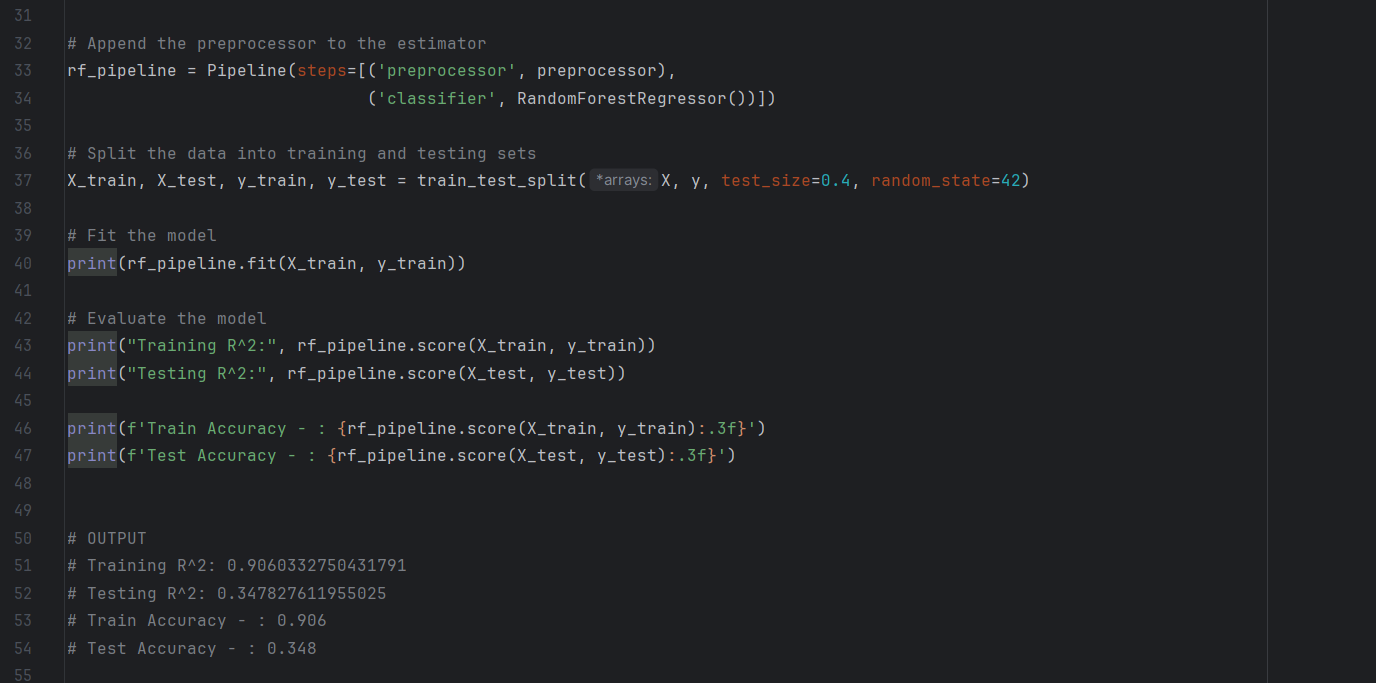 31
32 # Append the preprocessor to the estimator
33 rf_pipeline = Pipeline(steps=[('preprocessor', preprocessor),
34                               ('classifier', RandomForestRegressor())])
35
36 # Split the data into training and testing sets
37 X_train, X_test, y_train, y_test = train_test_split( *arrays: X, y, test_size=0.4, random_state=42)
38
39 # Fit the model
40 print(rf_pipeline.fit(X_train, y_train))
41
42 # Evaluate the model
43 print("Training R^2:", rf_pipeline.score(X_train, y_train))
44 print("Testing R^2:", rf_pipeline.score(X_test, y_test))
45
46 print(f'Train Accuracy - : {rf_pipeline.score(X_train, y_train):.3f}')
47 print(f'Test Accuracy - : {rf_pipeline.score(X_test, y_test):.3f}')
48
49
50 # OUTPUT
51 # Training R^2: 0.9060332750431791
52 # Testing R^2: 0.347827611955025
53 # Train Accuracy - : 0.906
54 # Test Accuracy - : 0.348
55